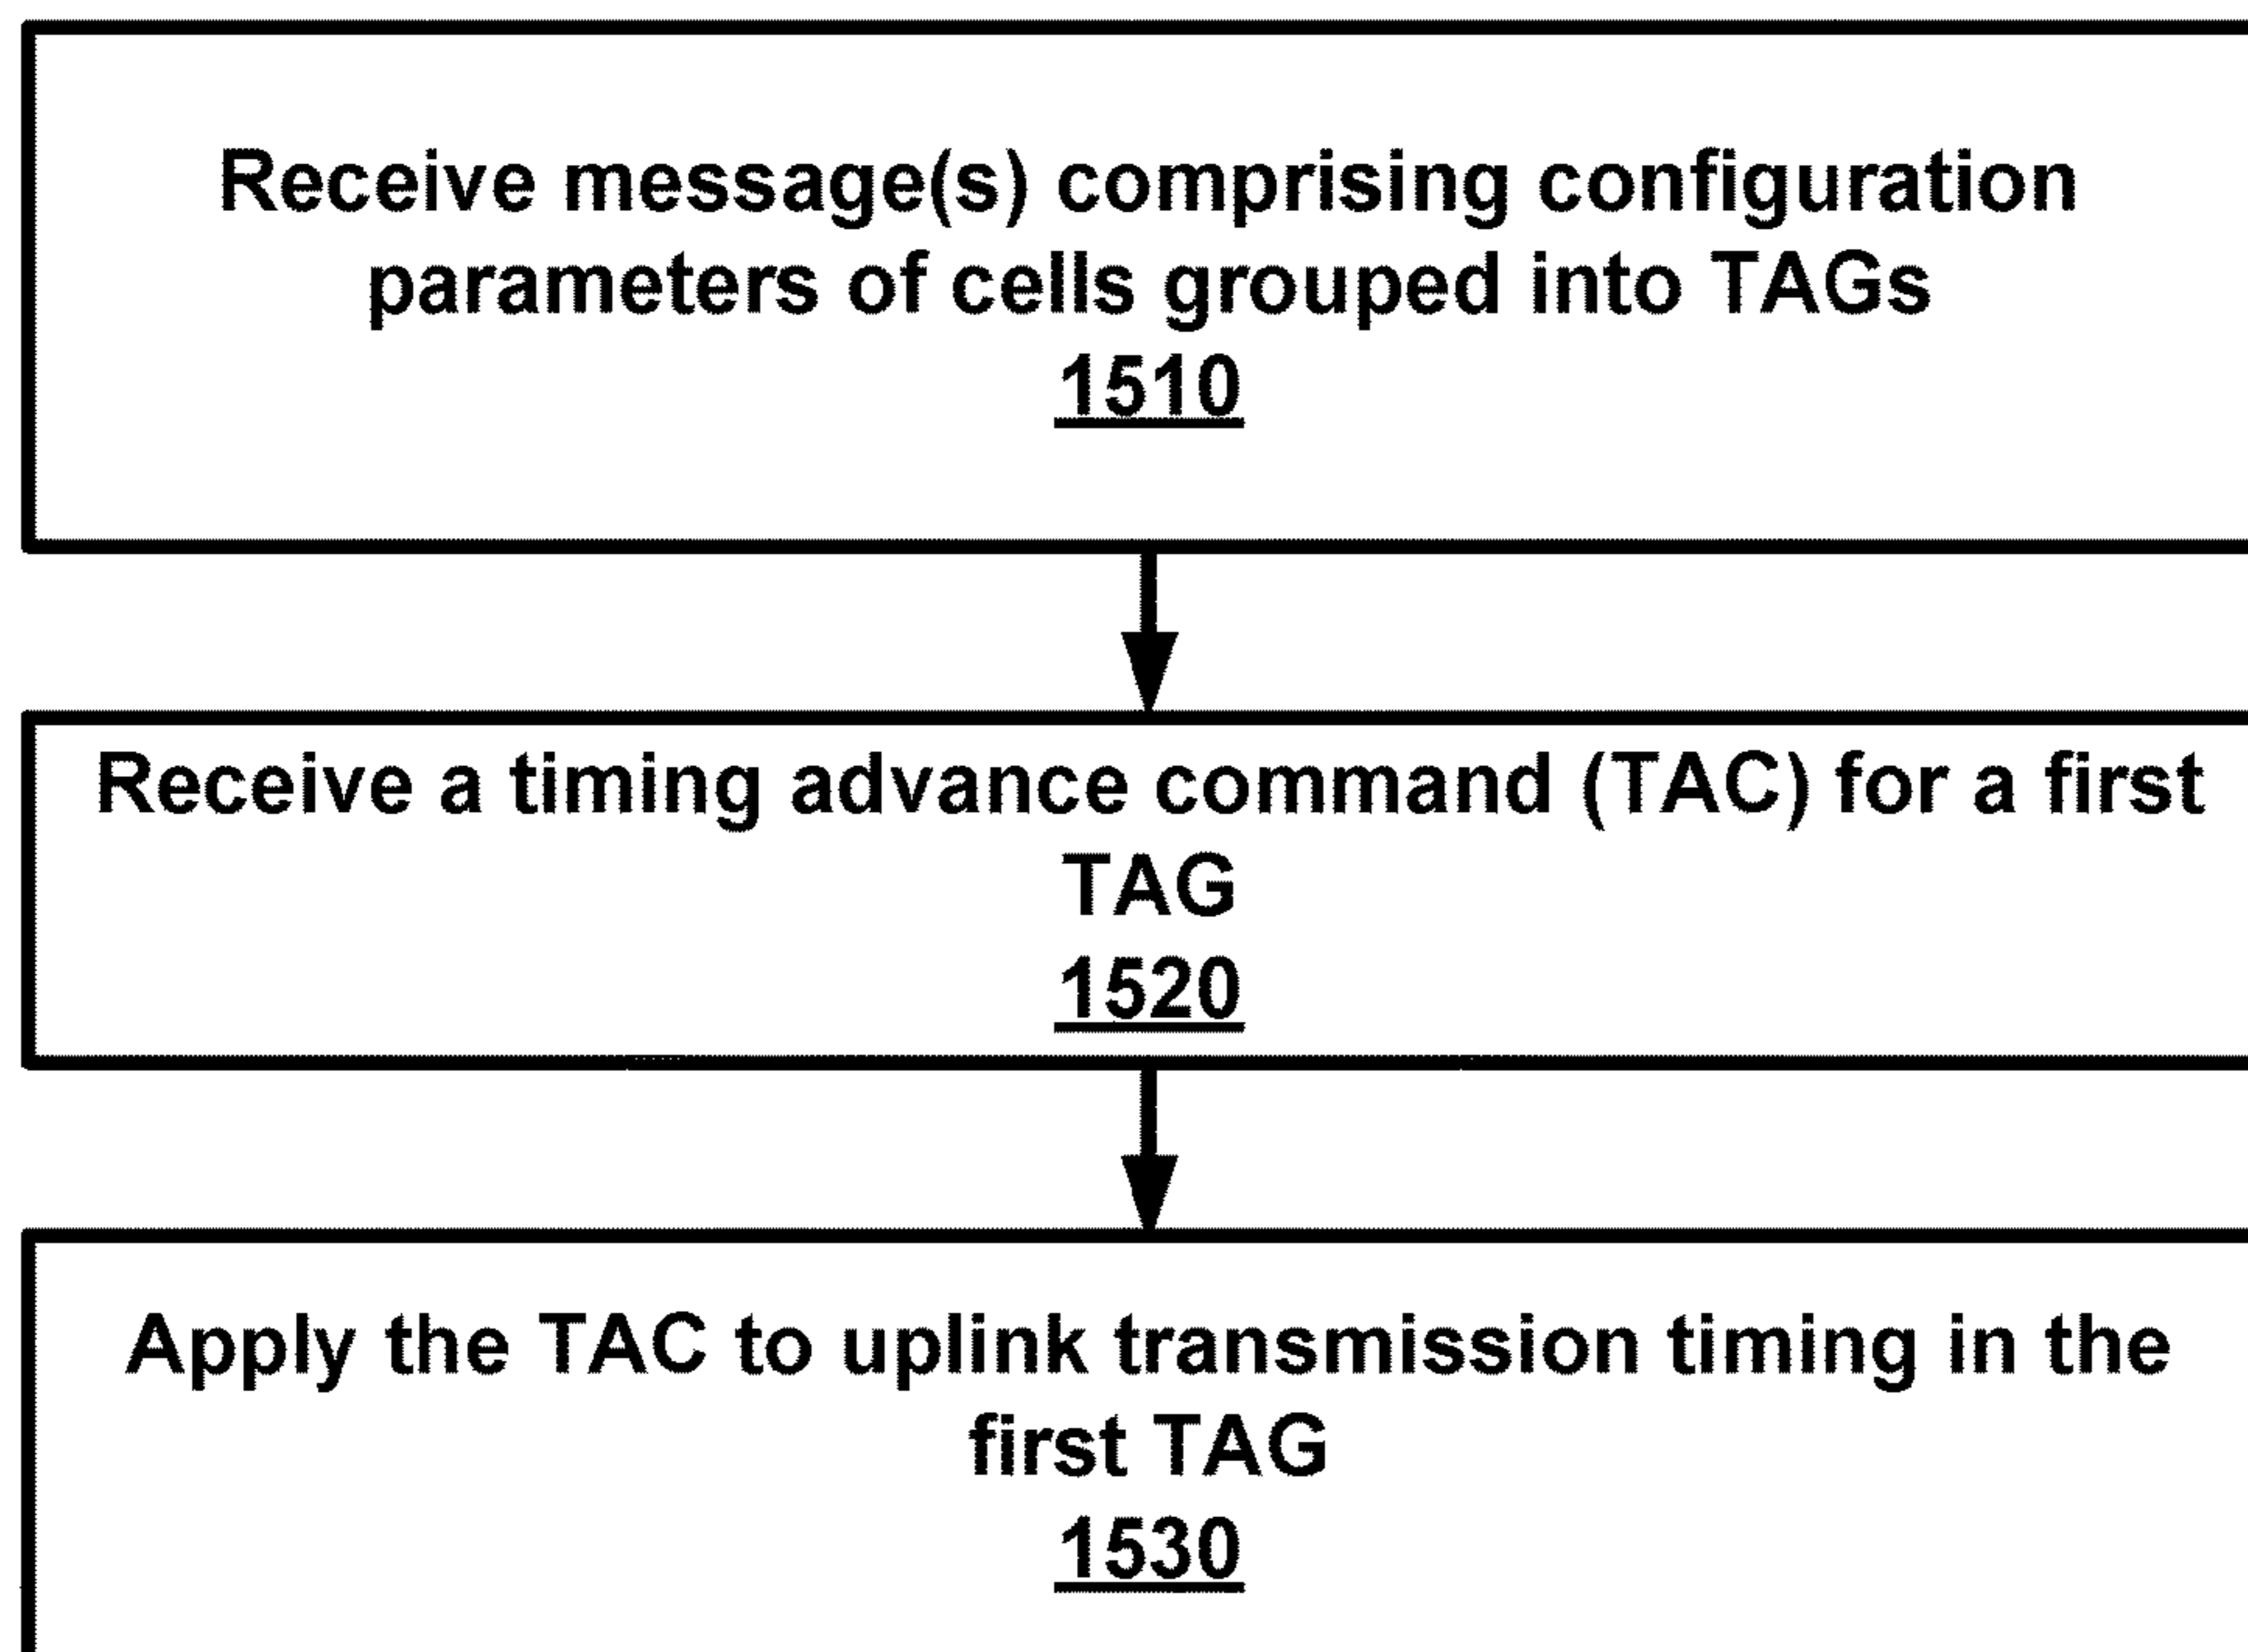 Receive message(s) comprising configuration
parameters of cells grouped into TAGs
1510
Receive a timing advance command (TAC) for a first
TAG
1520
Apply the TAC to uplink transmission timing in the
first TAG
1530